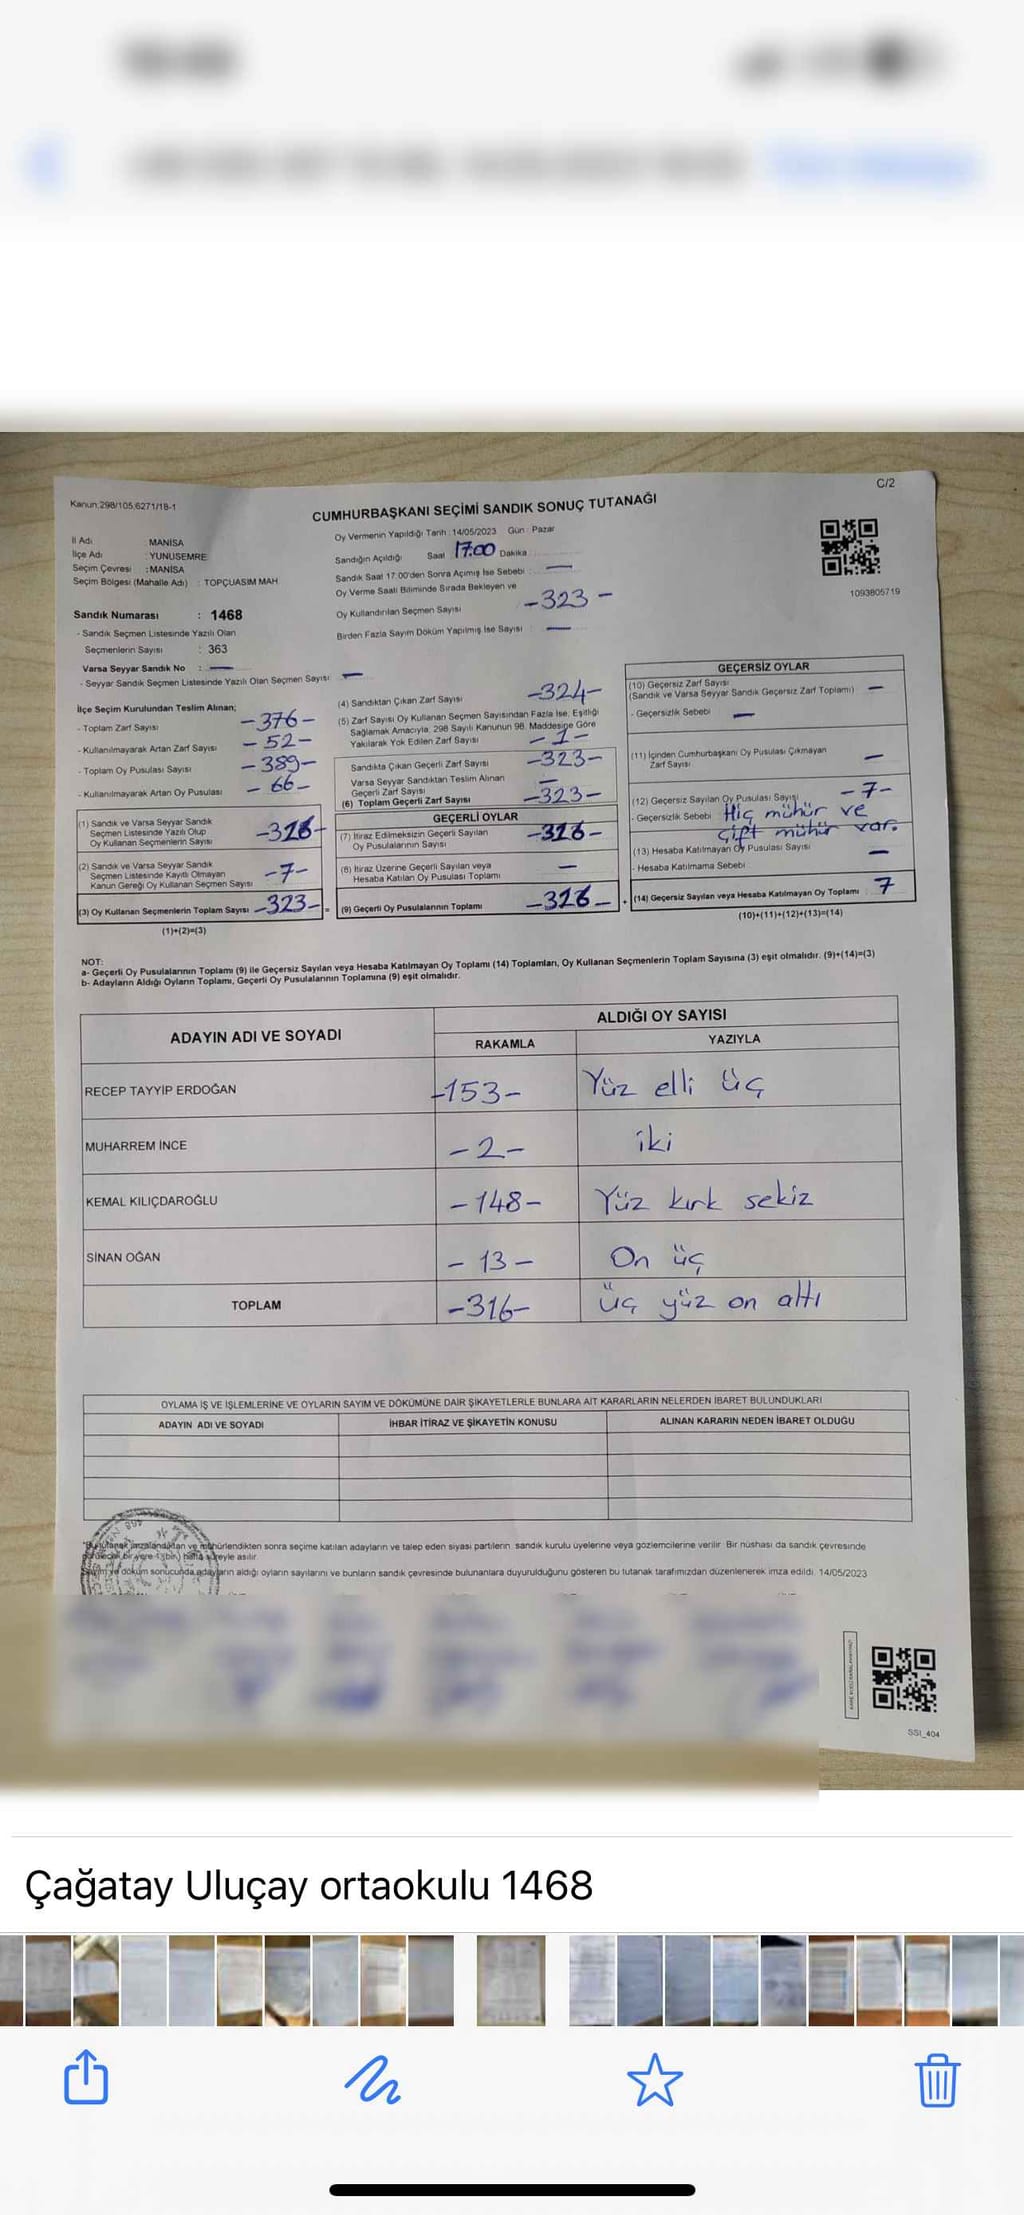 Kanun:298/105,6271/18-1
C/2
CUMHURBAŞKANI SEÇİMİ SANDIK SONUÇ TUTANAĞI
İl Adı : MANİSA
İlçe Adı : YUNUSEMRE
Seçim Çevresi : MANİSA
Seçim Bölgesi (Mahalle Adı) : TOPÇUASIM MAH
Sandık Numarası : 1468
- Sandık Seçmen Listesinde Yazılı Olan
Seçmenlerin Sayısı : 363
Varsa Seyyar Sandık No : —
- Seyyar Sandık Seçmen Listesinde Yazılı Olan Seçmen Sayısı : —
Oy Vermenin Yapıldığı Tarih : 14/05/2023 Gün : Pazar
Sandığın Açıldığı Saat 17:00 Dakika
Sandık Saat 17:00'den Sonra Açımış İse Sebebi : —
Oy Verme Saati Bitiminde Sırada Bekleyen ve
Oy Kullandırılan Seçmen Sayısı -323-
Birden Fazla Sayım Döküm Yapılmış İse Sayısı : —
1093805719
İlçe Seçim Kurulundan Teslim Alınan;
- Toplam Zarf Sayısı -376-
- Kullanılmayarak Artan Zarf Sayısı -52-
- Toplam Oy Pusulası Sayısı -389-
- Kullanılmayarak Artan Oy Pusulası -66-
(1) Sandık ve Varsa Seyyar Sandık
Seçmen Listesinde Yazılı Olup
Oy Kullanan Seçmenlerin Sayısı -316-
(2) Sandık ve Varsa Seyyar Sandık
Seçmen Listesinde Kayıtlı Olmayan
Kanun Gereği Oy Kullanan Seçmen Sayısı -7-
(3) Oy Kullanan Seçmenlerin Toplam Sayısı -323- =
(1)+(2)=(3)
(4) Sandıktan Çıkan Zarf Sayısı -324-
(5) Zarf Sayısı Oy Kullanan Seçmen Sayısından Fazla İse, Eşitliği
Sağlamak Amacıyla, 298 Sayılı Kanunun 98. Maddesine Göre
Yakılarak Yok Edilen Zarf Sayısı -1-
Sandıkta Çıkan Geçerli Zarf Sayısı -323-
Varsa Seyyar Sandıktan Teslim Alınan
Geçerli Zarf Sayısı —
(6) Toplam Geçerli Zarf Sayısı -323-
GEÇERLİ OYLAR
(7) İtiraz Edilmeksizin Geçerli Sayılan
Oy Pusulalarının Sayısı -316-
(8) İtiraz Üzerine Geçerli Sayılan veya
Hesaba Katılan Oy Pusulası Toplamı —
(9) Geçerli Oy Pusulalarının Toplamı -316- +
GEÇERSİZ OYLAR
(10) Geçersiz Zarf Sayısı
(Sandık ve Varsa Seyyar Sandık Geçersiz Zarf Toplamı) —
- Geçersizlik Sebebi —
(11) İçinden Cumhurbaşkanı Oy Pusulası Çıkmayan
Zarf Sayısı —
(12) Geçersiz Sayılan Oy Pusulası Sayısı -7-
- Geçersizlik Sebebi Hiç mühür ve
çift mühür var.
(13) Hesaba Katılmayan Oy Pusulası Sayısı —
- Hesaba Katılmama Sebebi
(14) Geçersiz Sayılan veya Hesaba Katılmayan Oy Toplamı : 7
(10)+(11)+(12)+(13)=(14)
NOT:
a- Geçerli Oy Pusulalarının Toplamı (9) ile Geçersiz Sayılan veya Hesaba Katılmayan Oy Toplamı (14) Toplamları, Oy Kullanan Seçmenlerin Toplam Sayısına (3) eşit olmalıdır. (9)+(14)=(3)
b- Adayların Aldığı Oyların Toplamı, Geçerli Oy Pusulalarının Toplamına (9) eşit olmalıdır.
ADAYIN ADI VE SOYADI
ALDIĞI OY SAYISI
RAKAMLA YAZIYLA
RECEP TAYYİP ERDOĞAN -153- Yüz elli üç
MUHARREM İNCE -2- iki
KEMAL KILIÇDAROĞLU -148- Yüz kırk sekiz
SİNAN OĞAN -13- On üç
TOPLAM -316- üç yüz on altı
OYLAMA İŞ VE İŞLEMLERİNE VE OYLARIN SAYIM VE DÖKÜMÜNE DAİR ŞİKAYETLERLE BUNLARA AİT KARARLARIN NELERDEN İBARET BULUNDUKLARI
ADAYIN ADI VE SOYADI İHBAR İTİRAZ VE ŞİKAYETİN KONUSU ALINAN KARARIN NEDEN İBARET OLDUĞU
*Bu tutanak imzalandıktan ve mühürlendikten sonra seçime katılan adayların ve talep eden siyasi partilerin sandık kurulu üyelerine veya gözlemcilerine verilir. Bir nüshası da sandık çevresinde
görülecek bir yere 1 (bir) hafta süreyle asılır.
Sayım ve döküm sonucunda adayların aldığı oyların sayılarını ve bunların sandık çevresinde bulunanlara duyurulduğunu gösteren bu tutanak tarafımızdan düzenlenerek imza edildi. 14/05/2023
SSI_404
Çağatay Uluçay ortaokulu 1468